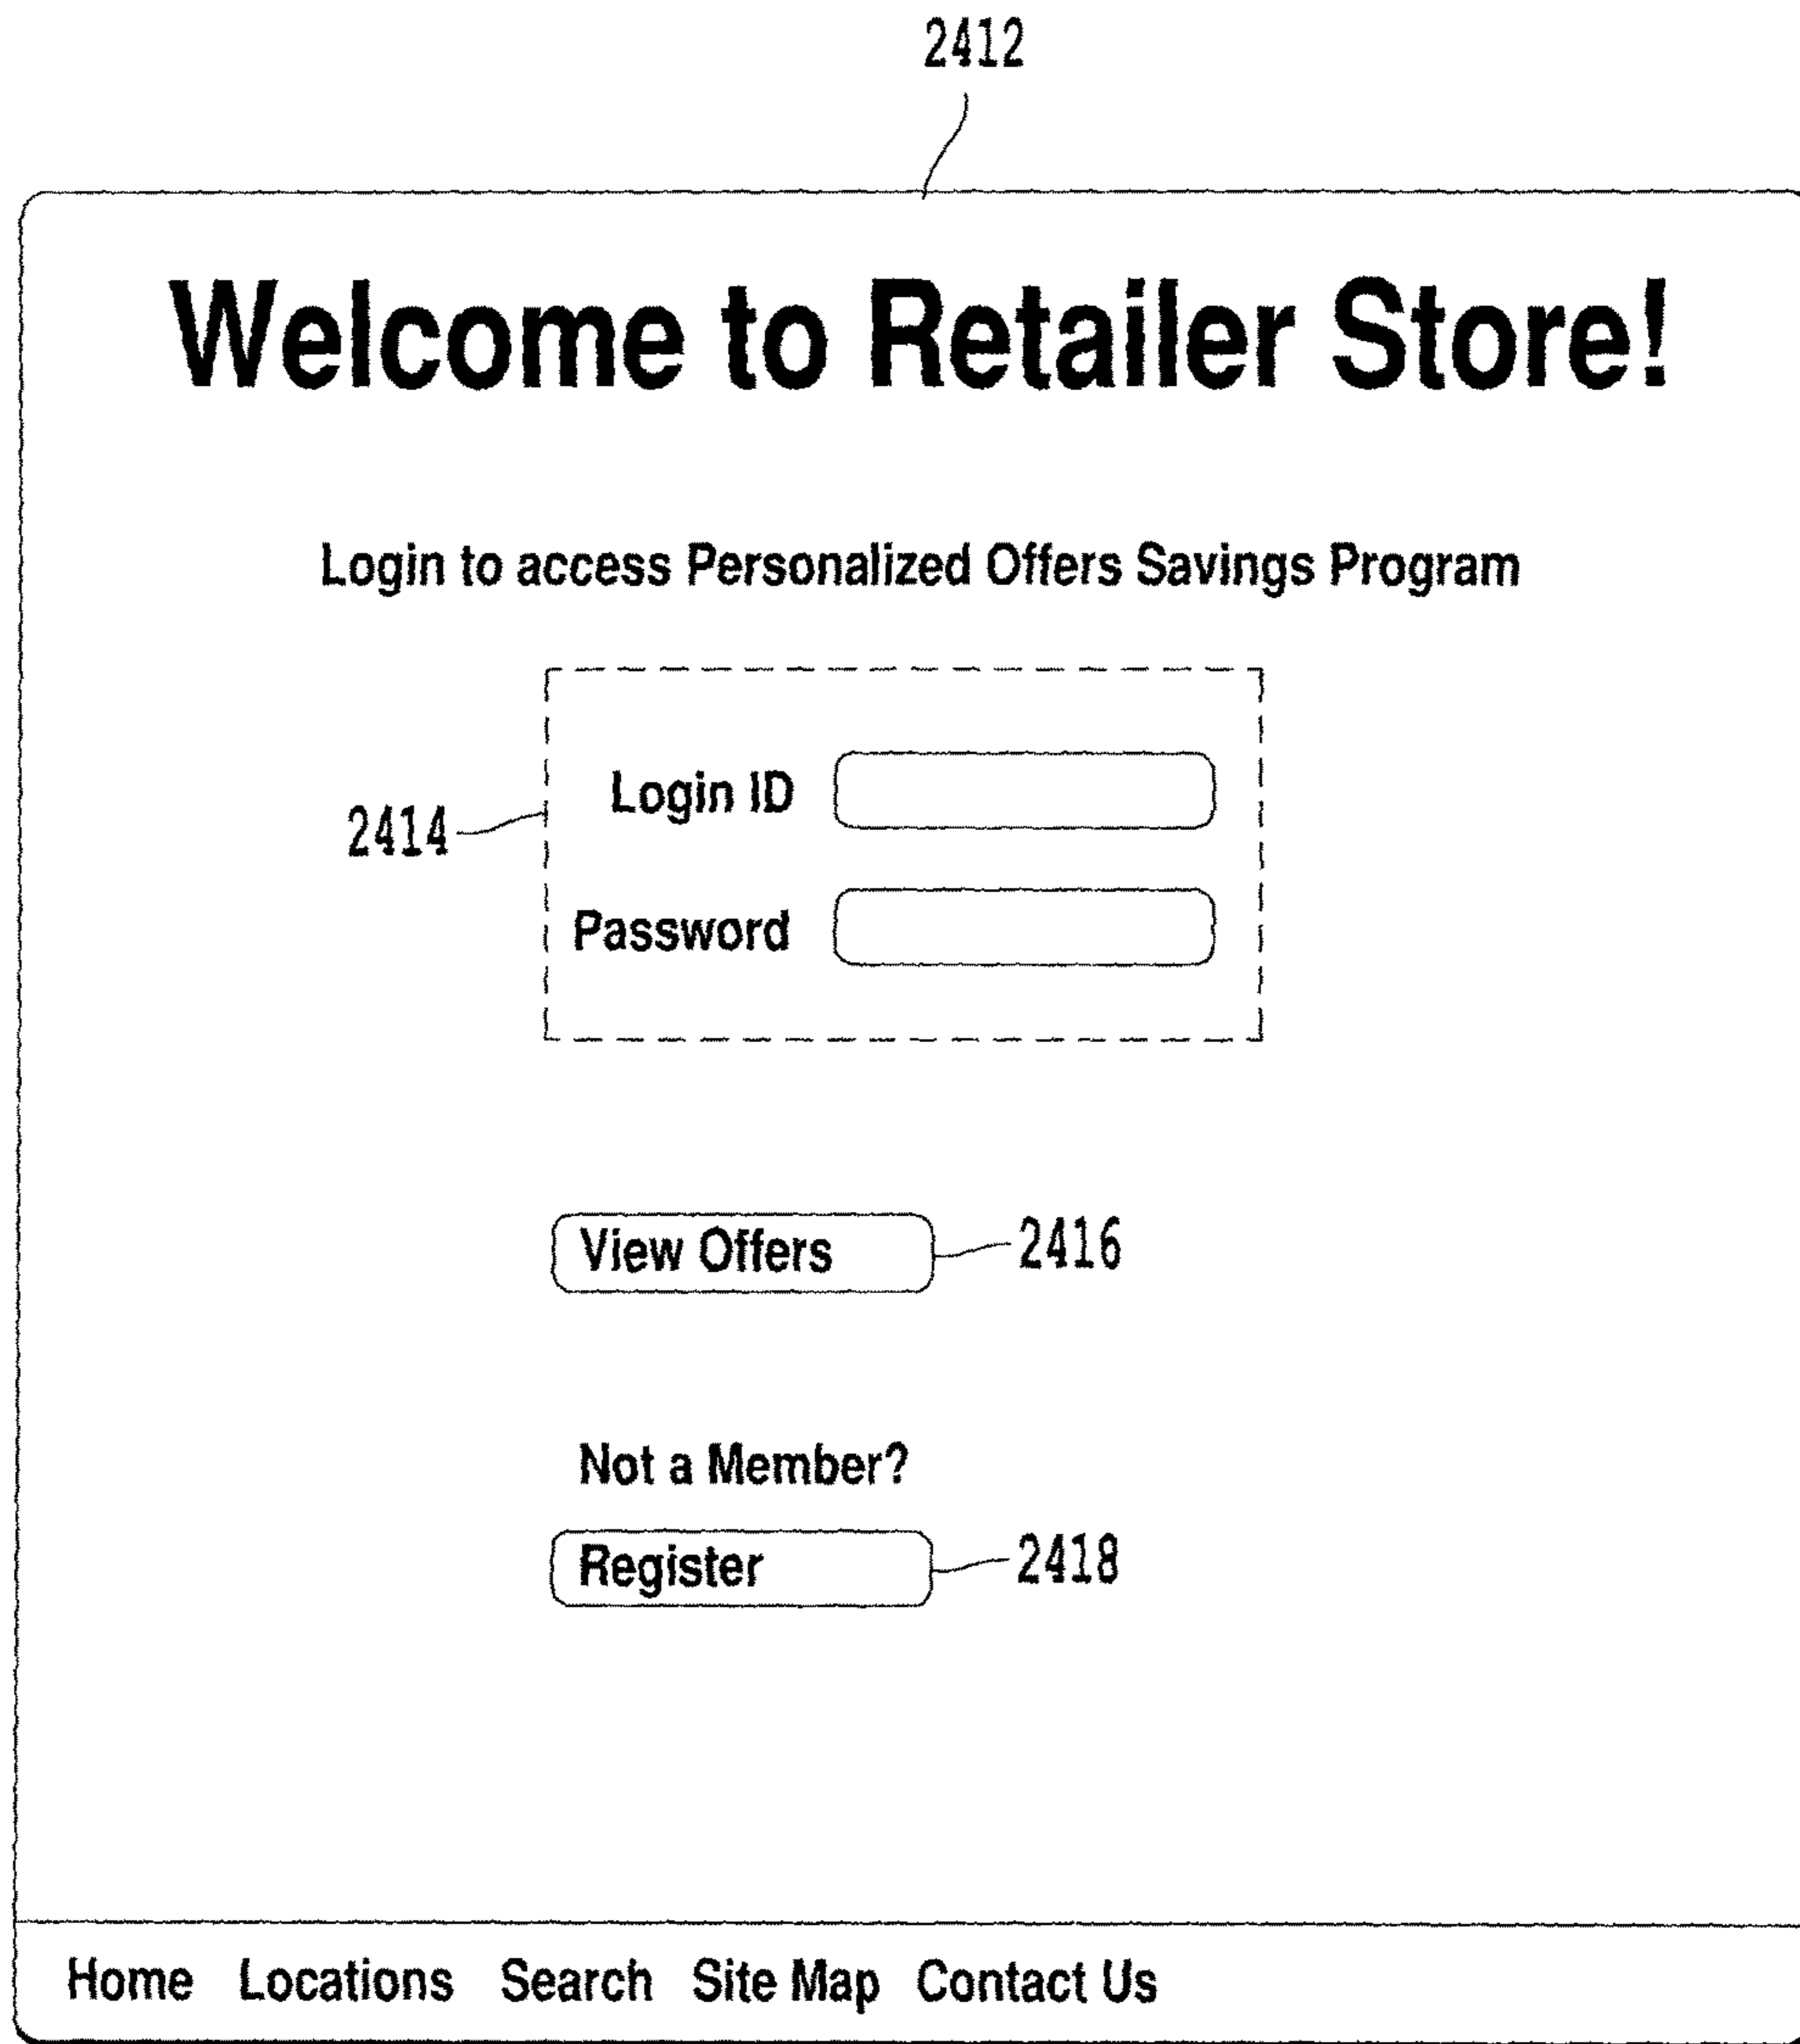 2412
Welcome to Retailer Store!
Login to access Personalized Offers Savings Program
Login ID
2414
Password
View Offers 2416
Not a Member?
Register 2418
Home Locations Search Site Map Contact Us